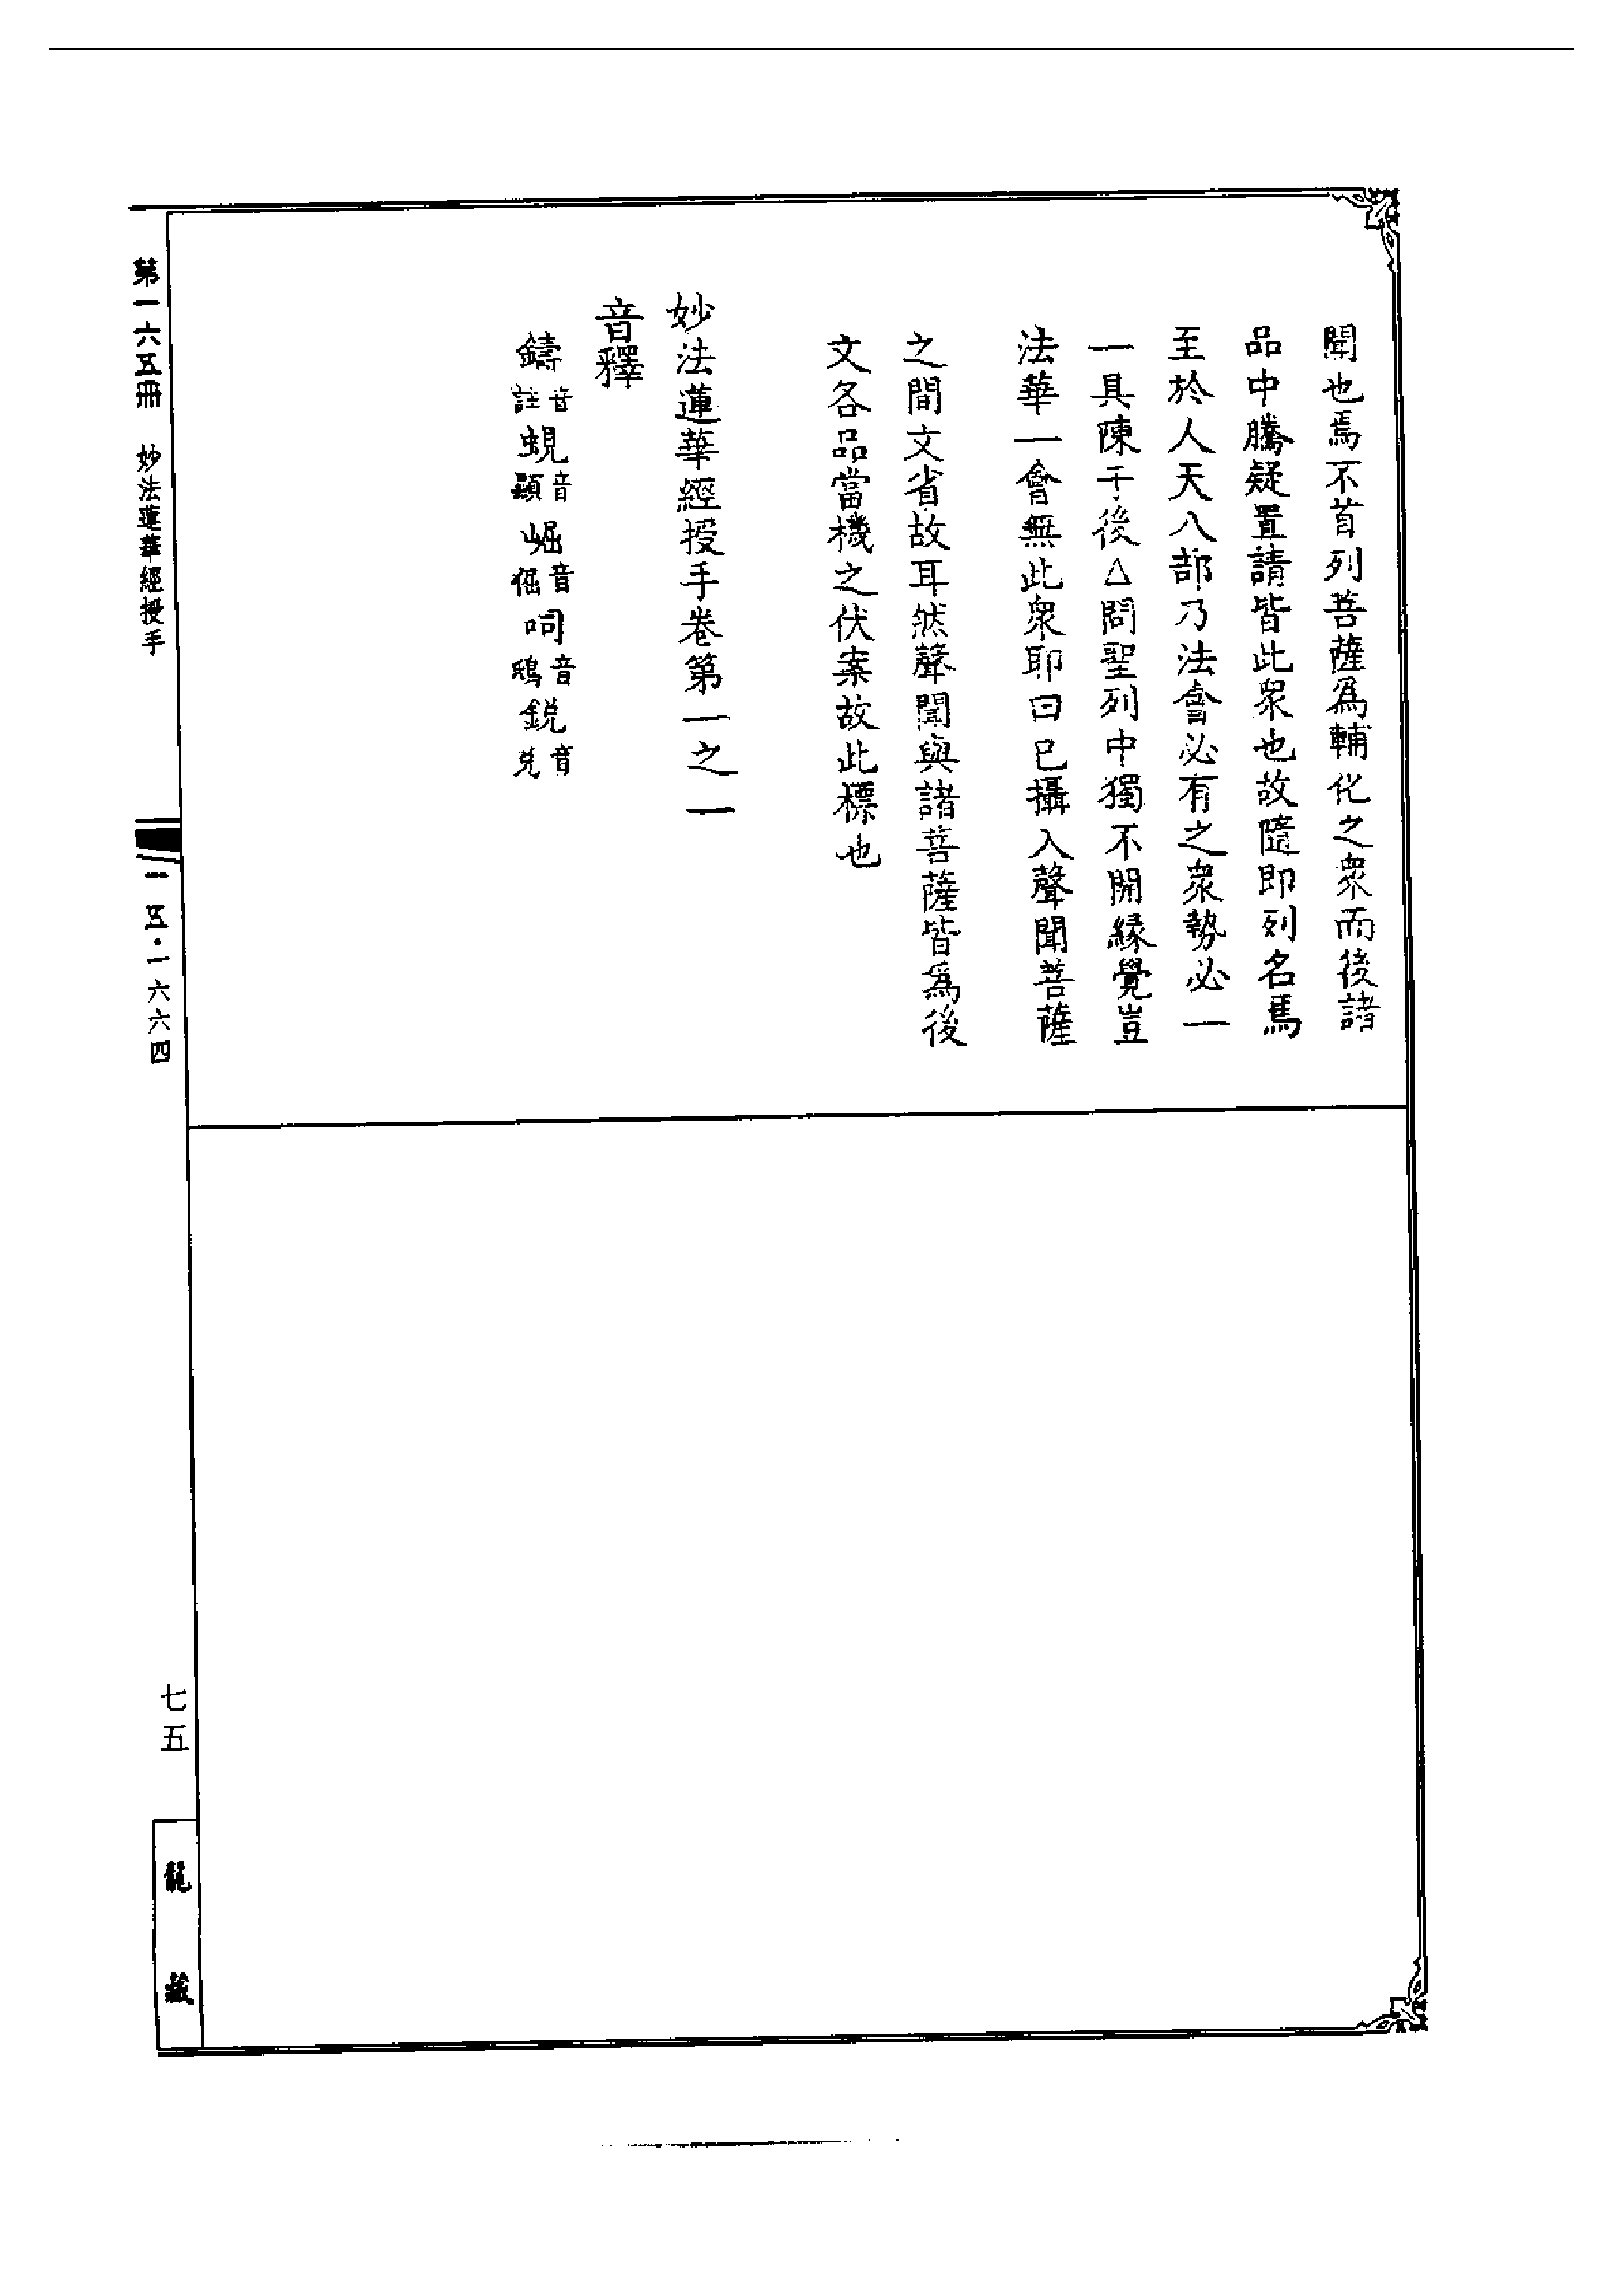 聞也焉不首列菩薩為輔化之衆而後諸
品中騰疑置請皆此衆也故隨即列名焉
至於人天八部乃法會必有之衆勢必一
一具陳于後△問聖列中獨不開緣覺豈
法華一會無此衆耶曰已攝入聲聞菩薩
之間文省故耳然聲聞與諸菩薩皆爲後
文各品當機之伏案故此標也
妙法蓮華經授手卷第一之一
音釋
鑄音註蜆音顯崛音倔呞音鴟銳音兊
第一六五冊 妙法蓮華經授手
一五·一六六四
七五
龍藏